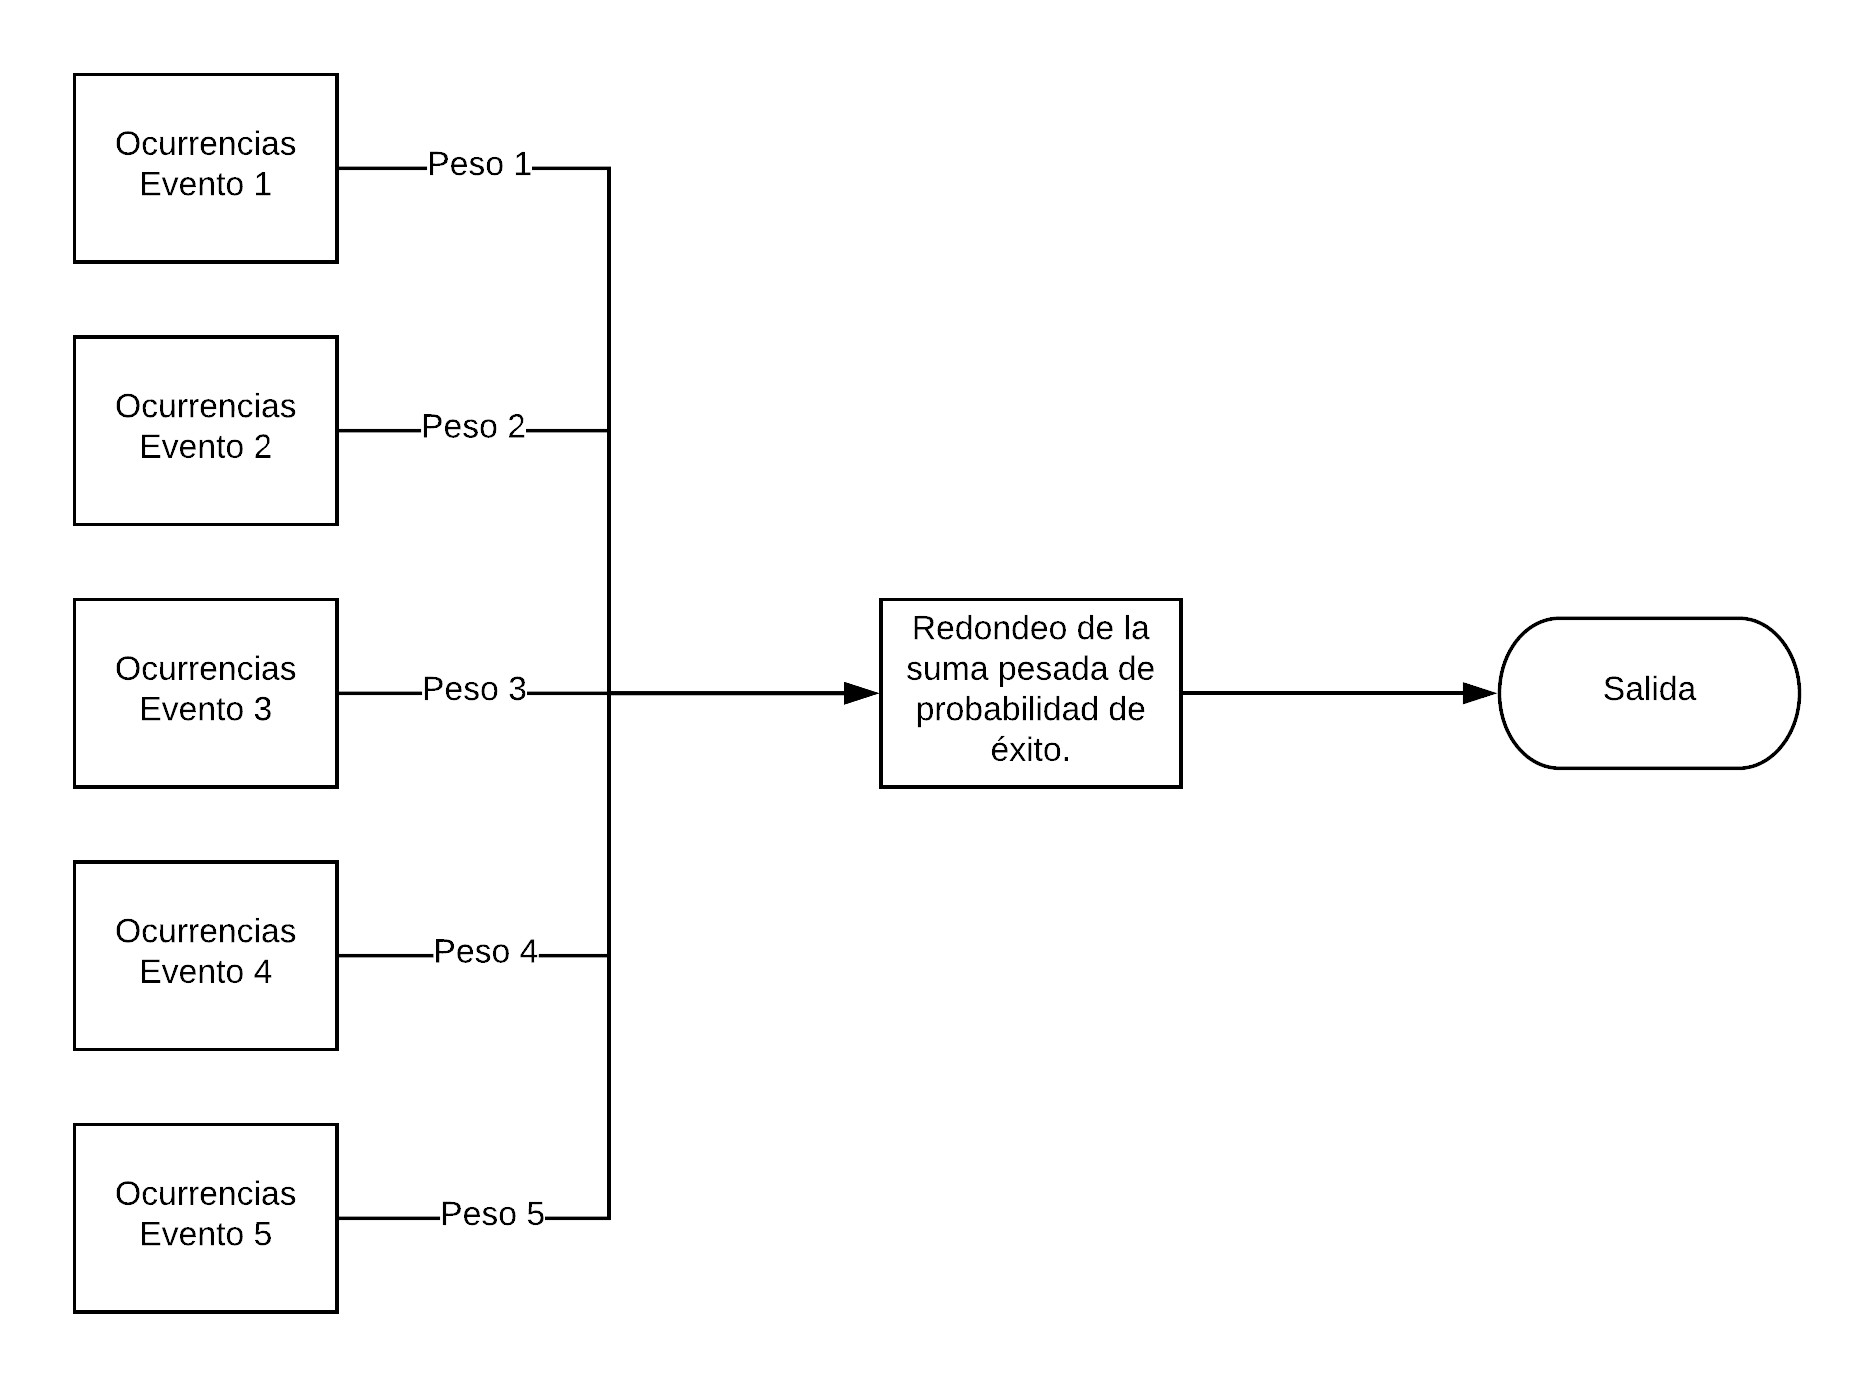 Ocurrencias
Evento 1
Peso 1
Ocurrencias
Evento 2
Peso 2
Ocurrencias
Evento 3
Peso 3
Redondeo de la
suma pesada de
probabilidad de
éxito.
Salida
Ocurrencias
Evento 4
Peso 4
Ocurrencias
Evento 5
Peso 5